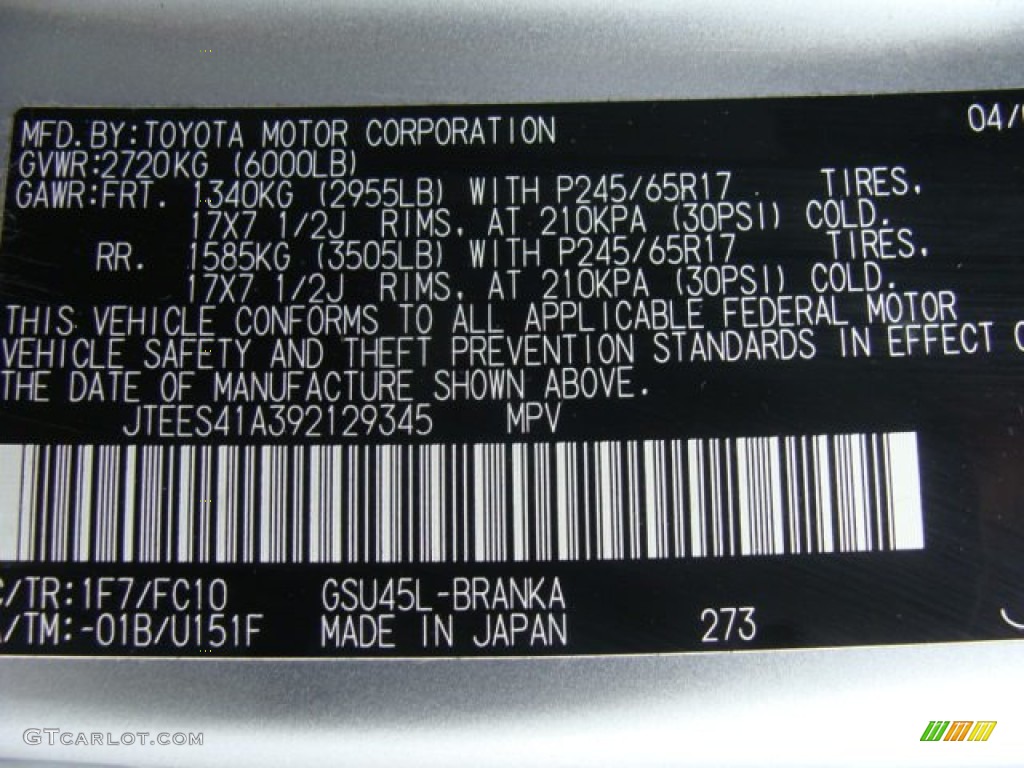 04/
MFD.BY:TOYOTA MOTOR CORPORATION
GVWR:2720KG (6000LB)
GAWR:FRT. 1340KG (2955LB) WITH P245/65R17 TIRES,
17X7 1/2J RIMS, AT 210KPA (30PSI) COLD.
RR. 1585KG (3505LB) WITH P245/65R17 TIRES,
17X7 1/2J RIMS, AT 210KPA (30PSI) COLD.
THIS VEHICLE CONFORMS TO ALL APPLICABLE FEDERAL MOTOR
VEHICLE SAFETY AND THEFT PREVENTION STANDARDS IN EFFECT
THE DATE OF MANUFACTURE SHOWN ABOVE.
JTEES41A392129345 MPV
/TR:1F7/FC10 GSU45L-BRANKA
/TM:-01B/U151F MADE IN JAPAN 273
GTCARLOT.COM